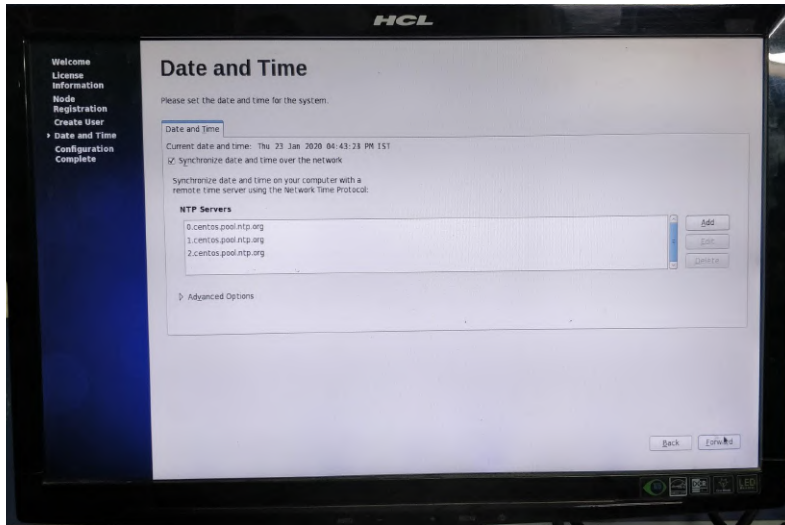 HCL
Welcome
License
Information
Node
Registration
Create User
Date and Time
Configuration
Complete
Date and Time
Please set the date and time for the system.
Date and Time
Current date and time: Thu 23 Jan 2020 04:43:28 PM IST
Synchronize date and time over the network
Synchronize date and time on your computer with a
remote time server using the Network Time Protocol:
NTP Servers
0.centos.pool.ntp.org
1.centos.pool.ntp.org
2.centos.pool.ntp.org
Add
Edit
Delete
Advanced Options
Back
Forward
LED